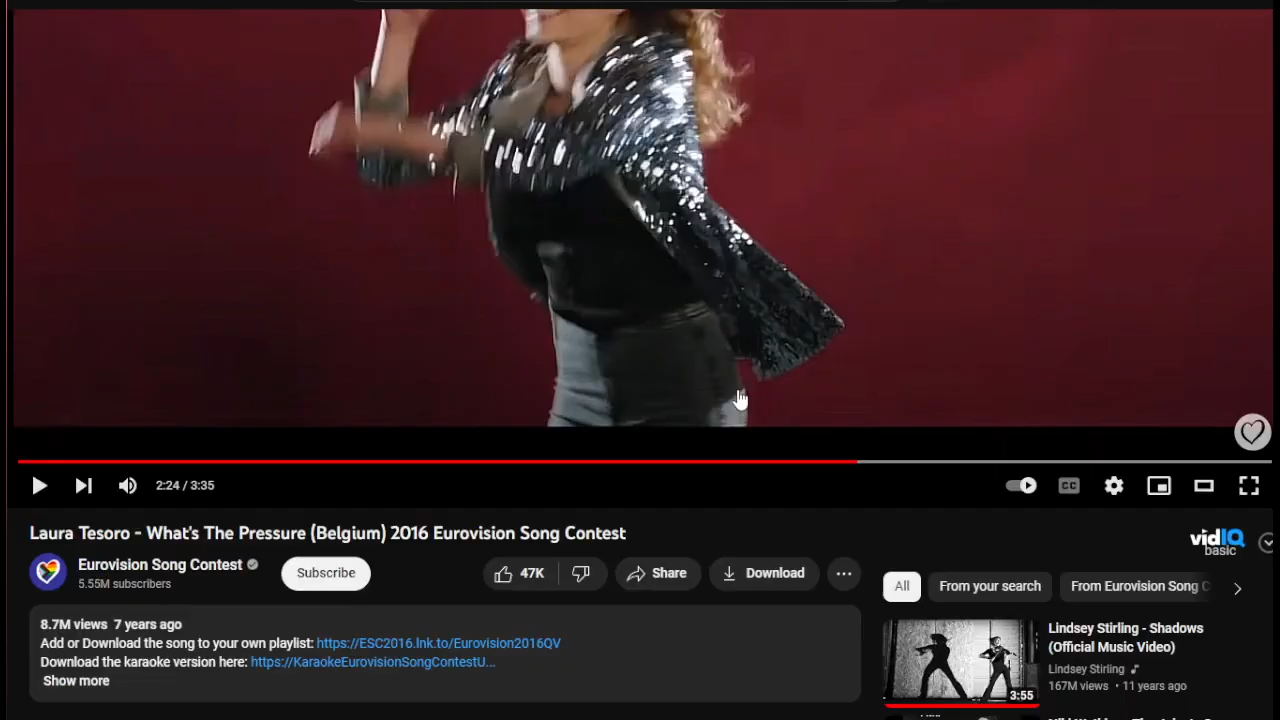 2:24 / 3:35
CC
Laura Tesoro - What's The Pressure (Belgium) 2016 Eurovision Song Contest
vidIQ
basic
Eurovision Song Contest
5.55M subscribers
Subscribe
47K
Share
Download
All
From your search
From Eurovision Song
8.7M views 7 years ago
Add or Download the song to your own playlist: https://ESC2016.lnk.to/Eurovision2016QV
Download the karaoke version here: https://KaraokeEurovisionSongContestU...
Show more
Lindsey Stirling - Shadows
(Official Music Video)
Lindsey Stirling
167M views • 11 years ago
3:55